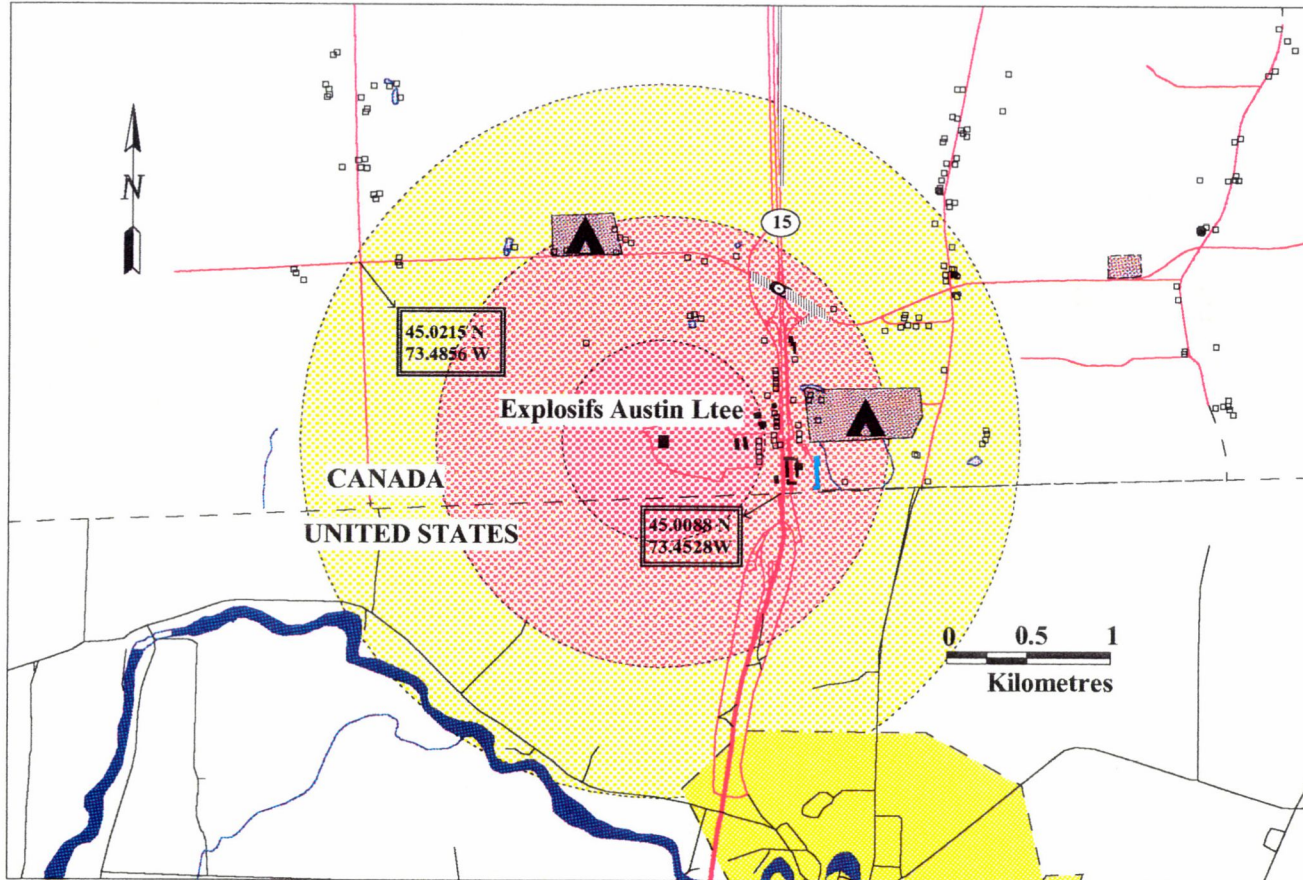 N
15
45.0215 N
73.4856 W
Explosifs Austin Ltee
CANADA
UNITED STATES
45.0088 N
73.4528W
0 0.5 1
Kilometres